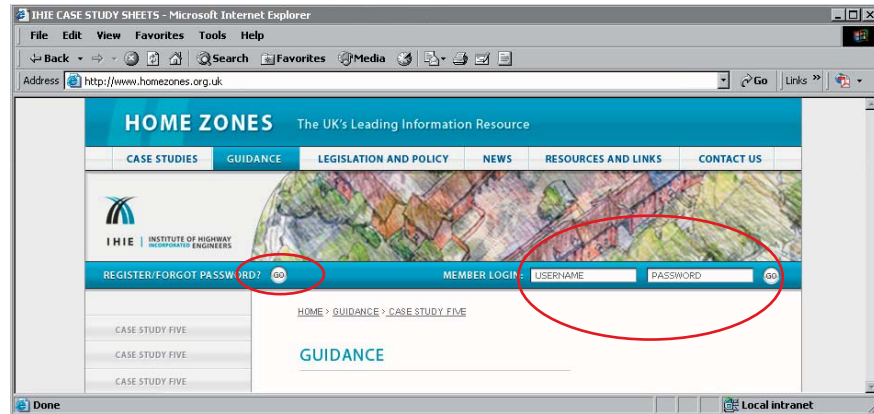 IHIE CASE STUDY SHEETS - Microsoft Internet Explorer
File Edit View Favorites Tools Help
Back Search Favorites Media
Address http://www.homezones.org.uk Go Links »
HOME ZONES The UK's Leading Information Resource
CASE STUDIES GUIDANCE LEGISLATION AND POLICY NEWS RESOURCES AND LINKS CONTACT US
IHIE | INSTITUTE OF HIGHWAY
INCORPORATED ENGINEERS
REGISTER/FORGOT PASSWORD? GO MEMBER LOGIN: USERNAME PASSWORD GO
HOME > GUIDANCE > CASE STUDY FIVE
CASE STUDY FIVE
CASE STUDY FIVE
GUIDANCE
CASE STUDY FIVE
Done Local intranet